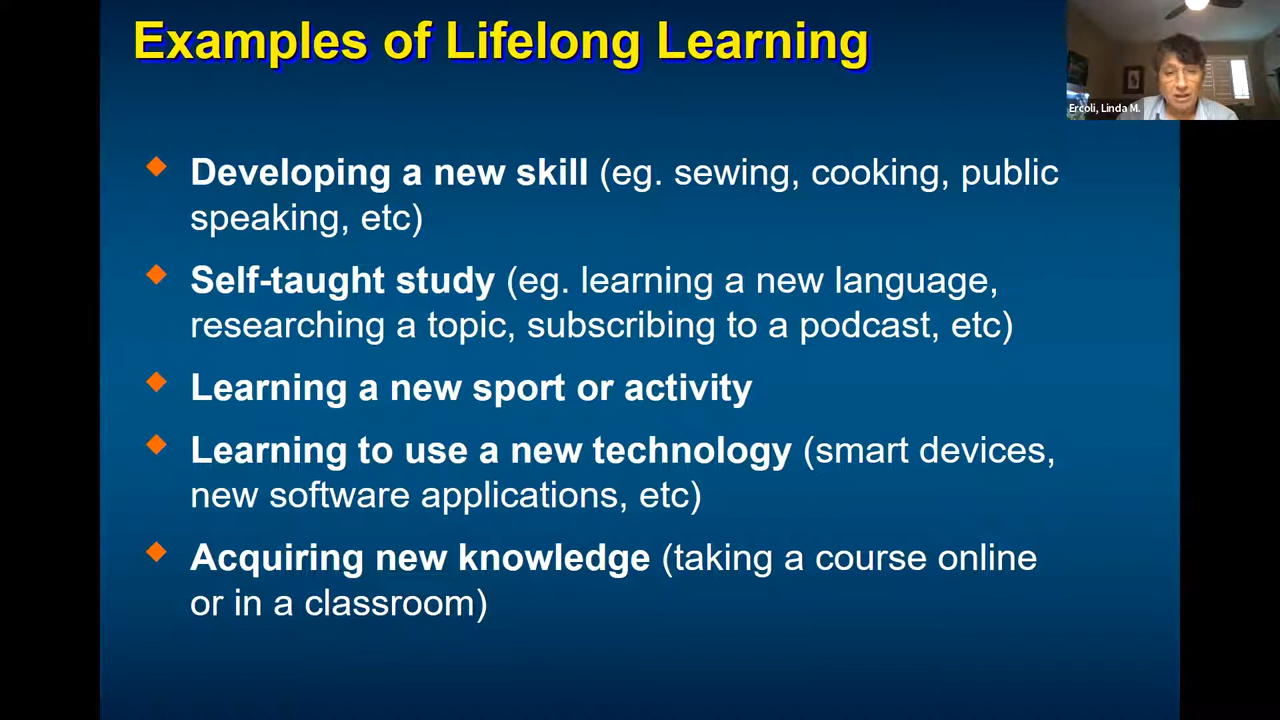 Examples of Lifelong Learning
Ercoli, Linda M.
Developing a new skill (eg. sewing, cooking, public
speaking, etc)
Self-taught study (eg. learning a new language,
researching a topic, subscribing to a podcast, etc)
Learning a new sport or activity
Learning to use a new technology (smart devices,
new software applications, etc)
Acquiring new knowledge (taking a course online
or in a classroom)